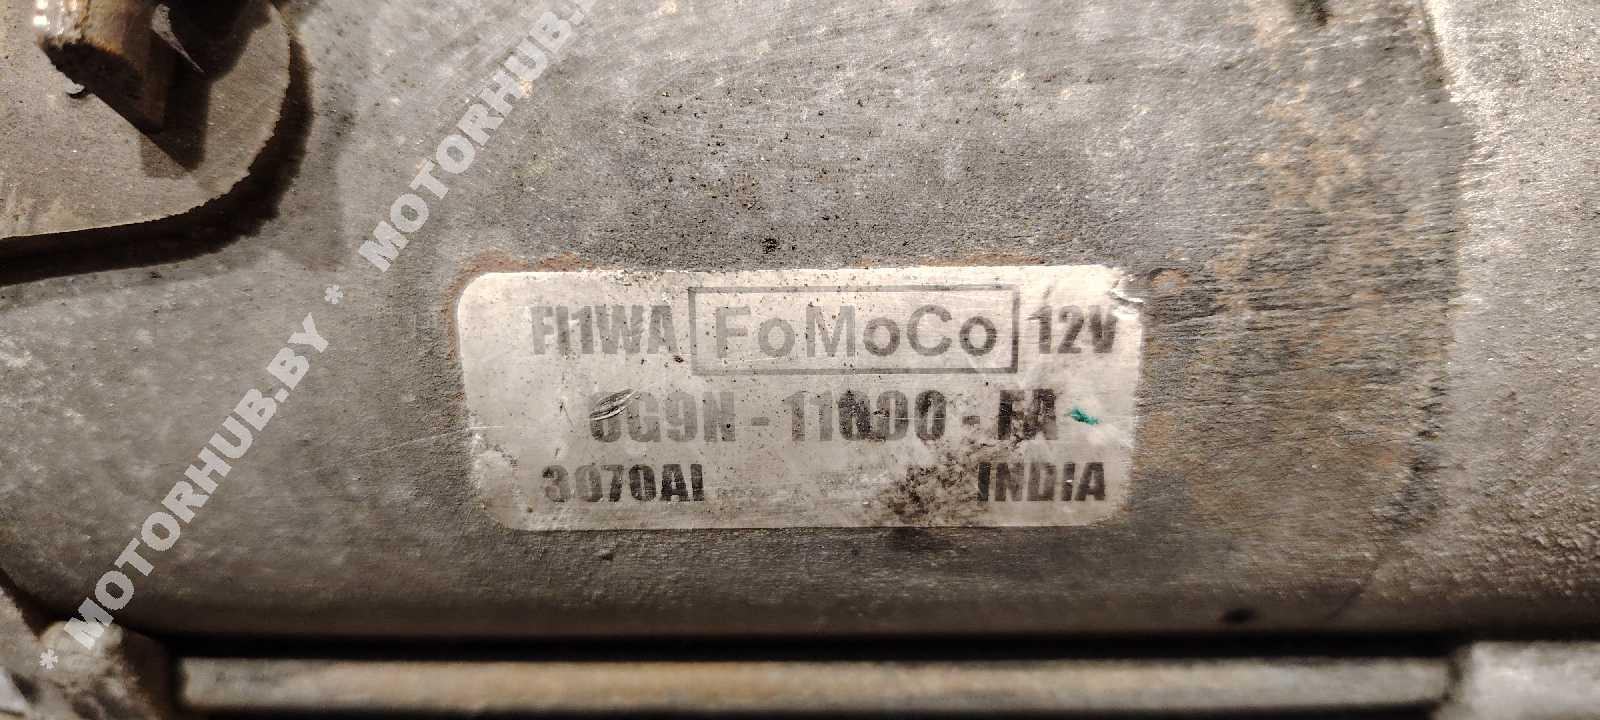 FI1WA FoMoCo 12V
6G9N - 11000 - FA
3070AI INDIA
* MOTORHUB.BY * MOTORHUB.BY